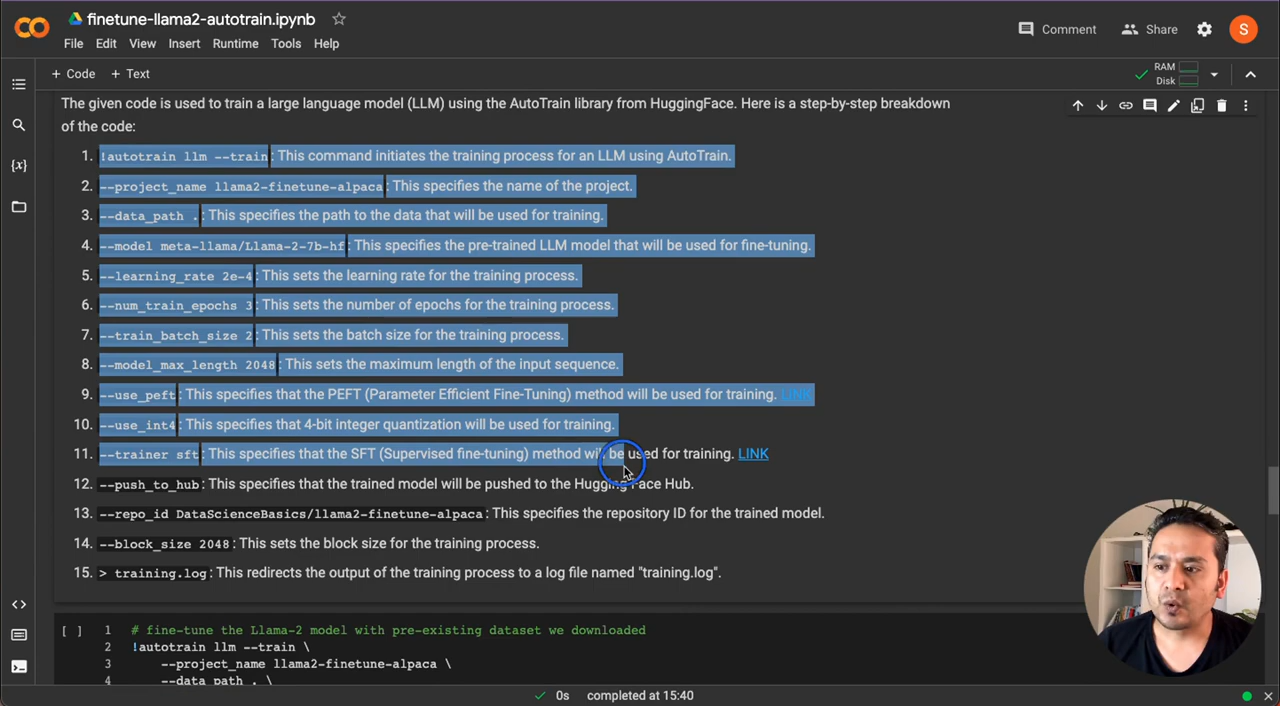 finetune-llama2-autotrain.ipynb
Comment
Share
S
File Edit View Insert Runtime Tools Help
+ Code + Text
RAM
Disk
The given code is used to train a large language model (LLM) using the AutoTrain library from HuggingFace. Here is a step-by-step breakdown
of the code:
1. !autotrain llm --train: This command initiates the training process for an LLM using AutoTrain.
2. --project_name llama2-finetune-alpaca: This specifies the name of the project.
3. --data_path .: This specifies the path to the data that will be used for training.
4. --model meta-llama/Llama-2-7b-hf: This specifies the pre-trained LLM model that will be used for fine-tuning.
5. --learning_rate 2e-4: This sets the learning rate for the training process.
6. --num_train_epochs 3: This sets the number of epochs for the training process.
7. --train_batch_size 2: This sets the batch size for the training process.
8. --model_max_length 2048: This sets the maximum length of the input sequence.
9. --use_peft: This specifies that the PEFT (Parameter Efficient Fine-Tuning) method will be used for training. LINK
10. --use_int4: This specifies that 4-bit integer quantization will be used for training.
11. --trainer sft: This specifies that the SFT (Supervised fine-tuning) method will be used for training. LINK
12. --push_to_hub: This specifies that the trained model will be pushed to the Hugging Face Hub.
13. --repo_id DataScienceBasics/llama2-finetune-alpaca: This specifies the repository ID for the trained model.
14. --block_size 2048: This sets the block size for the training process.
15. > training.log: This redirects the output of the training process to a log file named "training.log".
[ ] 1 # fine-tune the Llama-2 model with pre-existing dataset we downloaded
2 !autotrain llm --train \
3 --project_name llama2-finetune-alpaca \
4 --data_path . \
0s completed at 15:40